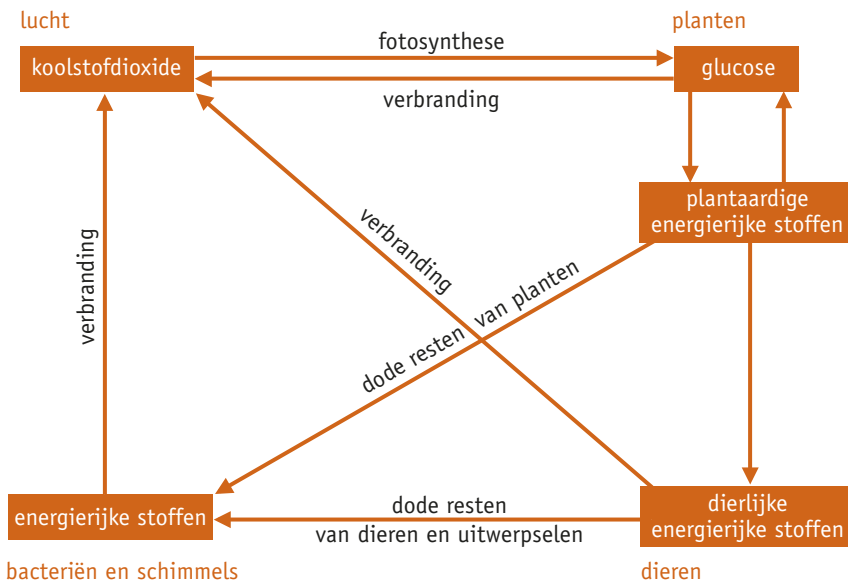 lucht
planten
koolstofdioxide
fotosynthese
glucose
verbranding
plantaardige
energierijke stoffen
verbranding
verbranding
dode resten van planten
energierijke stoffen
dode resten
van dieren en uitwerpselen
dierlijke
energierijke stoffen
bacteriën en schimmels
dieren